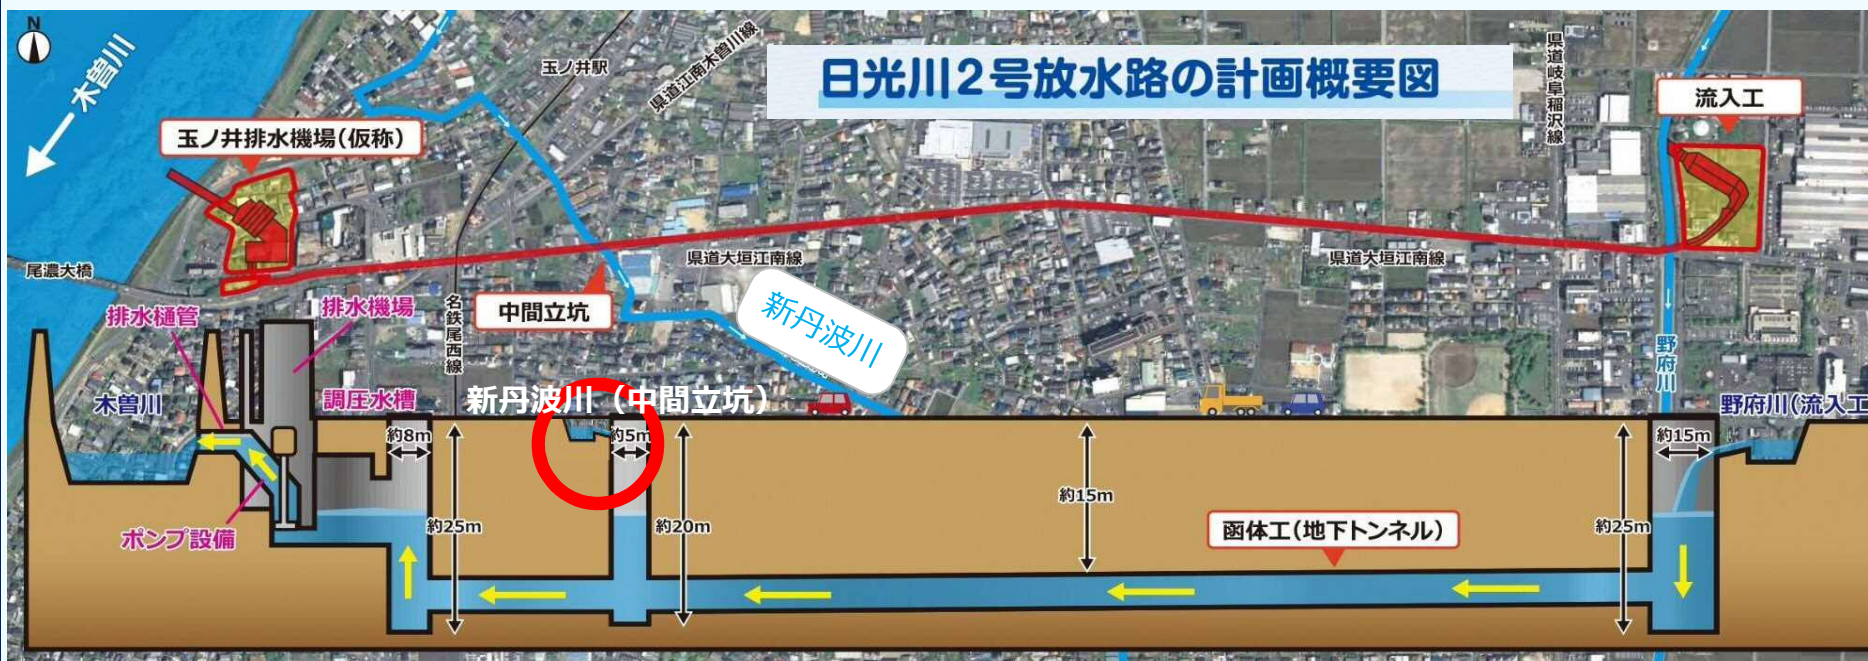 N
木曽川
日光川2号放水路の計画概要図
玉ノ井駅
県道江南木曽川線
県道岐阜稲沢線
流入工
玉ノ井排水機場(仮称)
尾濃大橋
県道大垣江南線
県道大垣江南線
中間立坑
名鉄尾西線
新丹波川
野府川
排水樋管
排水機場
木曽川
調圧水槽
新丹波川（中間立坑）
野府川(流入工
約8m
約5m
約15m
約25m
約20m
約15m
約25m
ポンプ設備
函体工(地下トンネル)